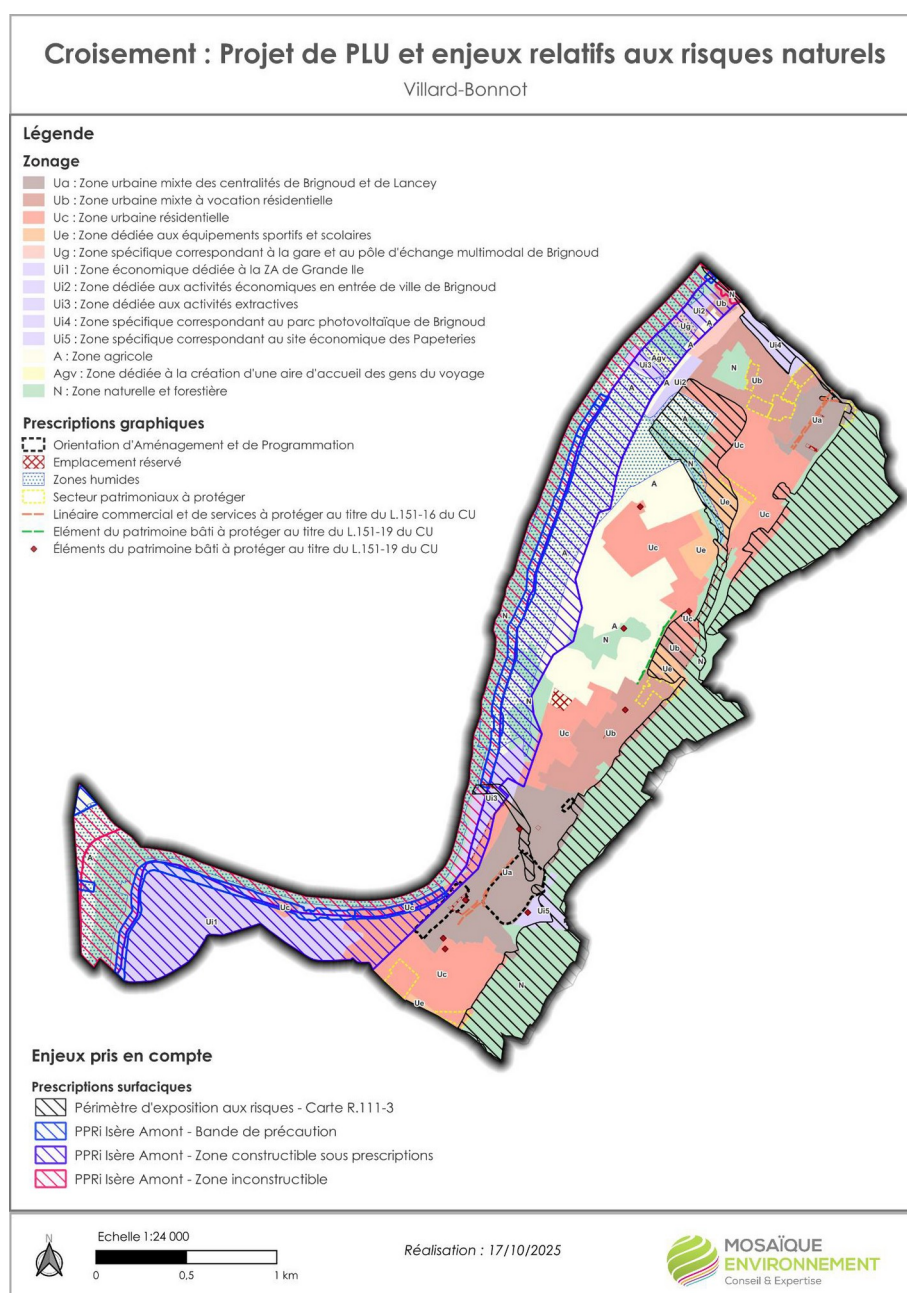 Croisement : Projet de PLU et enjeux relatifs aux risques naturels
Villard-Bonnot
Légende
Zonage
Ua : Zone urbaine mixte des centralités de Brignoud et de Lancey
Ub : Zone urbaine mixte à vocation résidentielle
Uc : Zone urbaine résidentielle
Ue : Zone dédiée aux équipements sportifs et scolaires
Ug : Zone spécifique correspondant à la gare et au pôle d'échange multimodal de Brignoud
Ui1 : Zone économique dédiée à la ZA de Grande Ile
Ui2 : Zone dédiée aux activités économiques en entrée de ville de Brignoud
Ui3 : Zone dédiée aux activités extractives
Ui4 : Zone spécifique correspondant au parc photovoltaïque de Brignoud
Ui5 : Zone spécifique correspondant au site économique des Papeteries
A : Zone agricole
Agv : Zone dédiée à la création d'une aire d'accueil des gens du voyage
N : Zone naturelle et forestière
Prescriptions graphiques
Orientation d'Aménagement et de Programmation
Emplacement réservé
Zones humides
Secteur patrimoniaux à protéger
Linéaire commercial et de services à protéger au titre du L.151-16 du CU
Elément du patrimoine bâti à protéger au titre du L.151-19 du CU
Éléments du patrimoine bâti à protéger au titre du L.151-19 du CU
N
Ub
Ui2
A
Ug
A
Ui4
Agv
Ui3
A
A
Ui2
N
Ub
A
Ua
Uc
N
A
Ue
Uc
Uc
Ue
A
N
Uc
A
N
Ub
N
Ue
N
Uc
Ub
Ui3
Ua
A
Uc
Uc
Ui1
Ui5
Uc
N
Ue
Enjeux pris en compte
Prescriptions surfaciques
Périmètre d'exposition aux risques - Carte R.111-3
PPRi Isère Amont - Bande de précaution
PPRi Isère Amont - Zone constructible sous prescriptions
PPRi Isère Amont - Zone inconstructible
N
Echelle 1:24 000
0
0,5
1 km
Réalisation : 17/10/2025
MOSAÏQUE
ENVIRONNEMENT
Conseil & Expertise